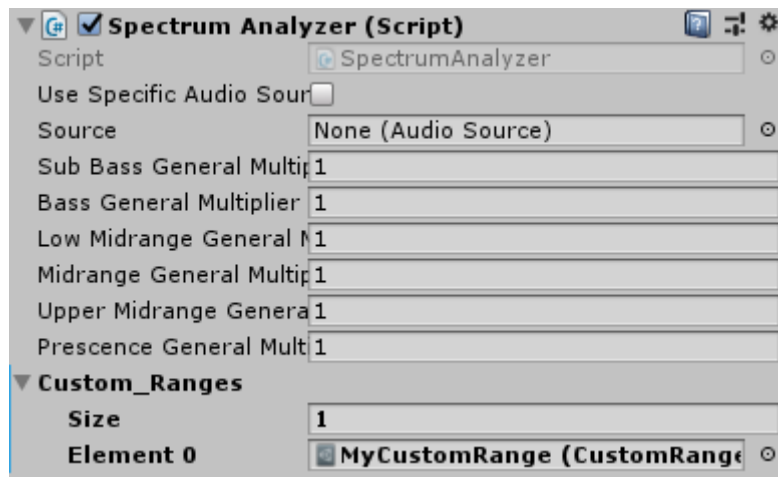 Spectrum Analyzer (Script)
Script SpectrumAnalyzer
Use Specific Audio Sour
Source None (Audio Source)
Sub Bass General Multip 1
Bass General Multiplier 1
Low Midrange General M 1
Midrange General Multip 1
Upper Midrange Genera 1
Prescence General Mult 1
Custom_Ranges
Size 1
Element 0 MyCustomRange (CustomRange